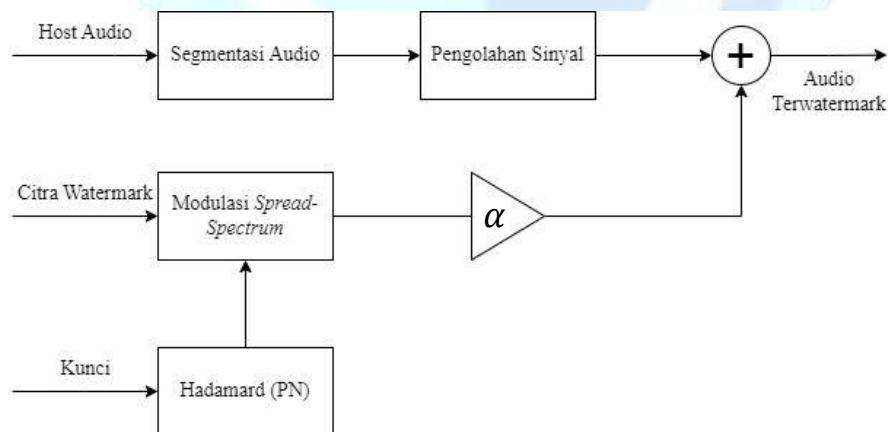 Host Audio
Segmentasi Audio
Pengolahan Sinyal
+
Audio
Terwatermark
Citra Watermark
Modulasi Spread-
Spectrum
α
Kunci
Hadamard (PN)